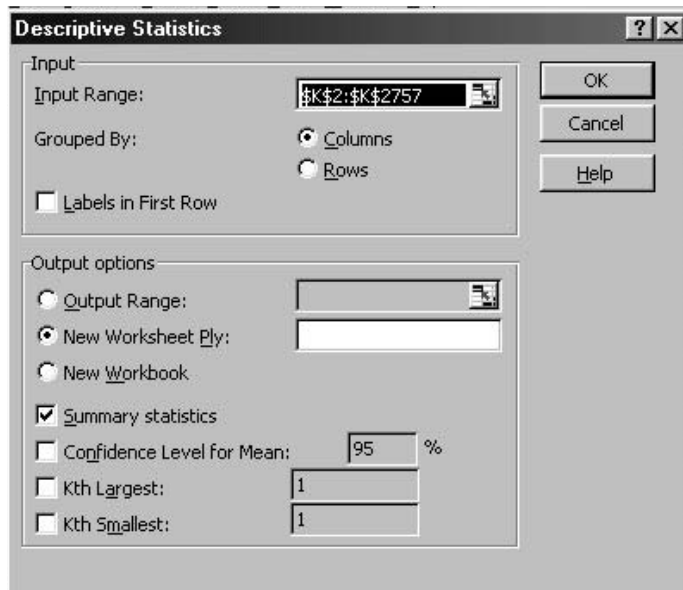 Descriptive Statistics
Input
Input Range: $K$2:$K$2757
Grouped By: Columns
Rows
Labels in First Row
OK
Cancel
Help
Output options
Output Range:
New Worksheet Ply:
New Workbook
Summary statistics
Confidence Level for Mean: 95 %
Kth Largest: 1
Kth Smallest: 1